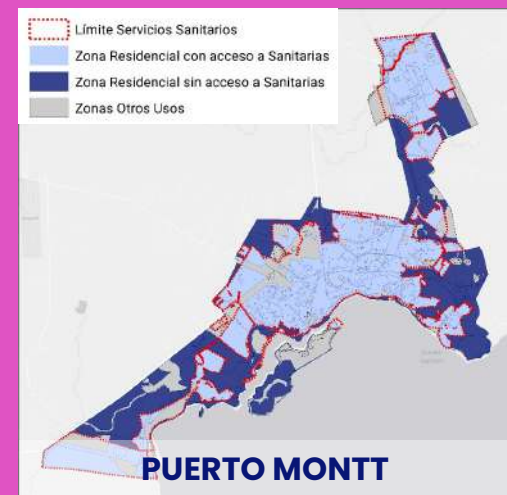 Límite Servicios Sanitarios
Zona Residencial con acceso a Sanitarias
Zona Residencial sin acceso a Sanitarias
Zonas Otros Usos
PUERTO MONTT